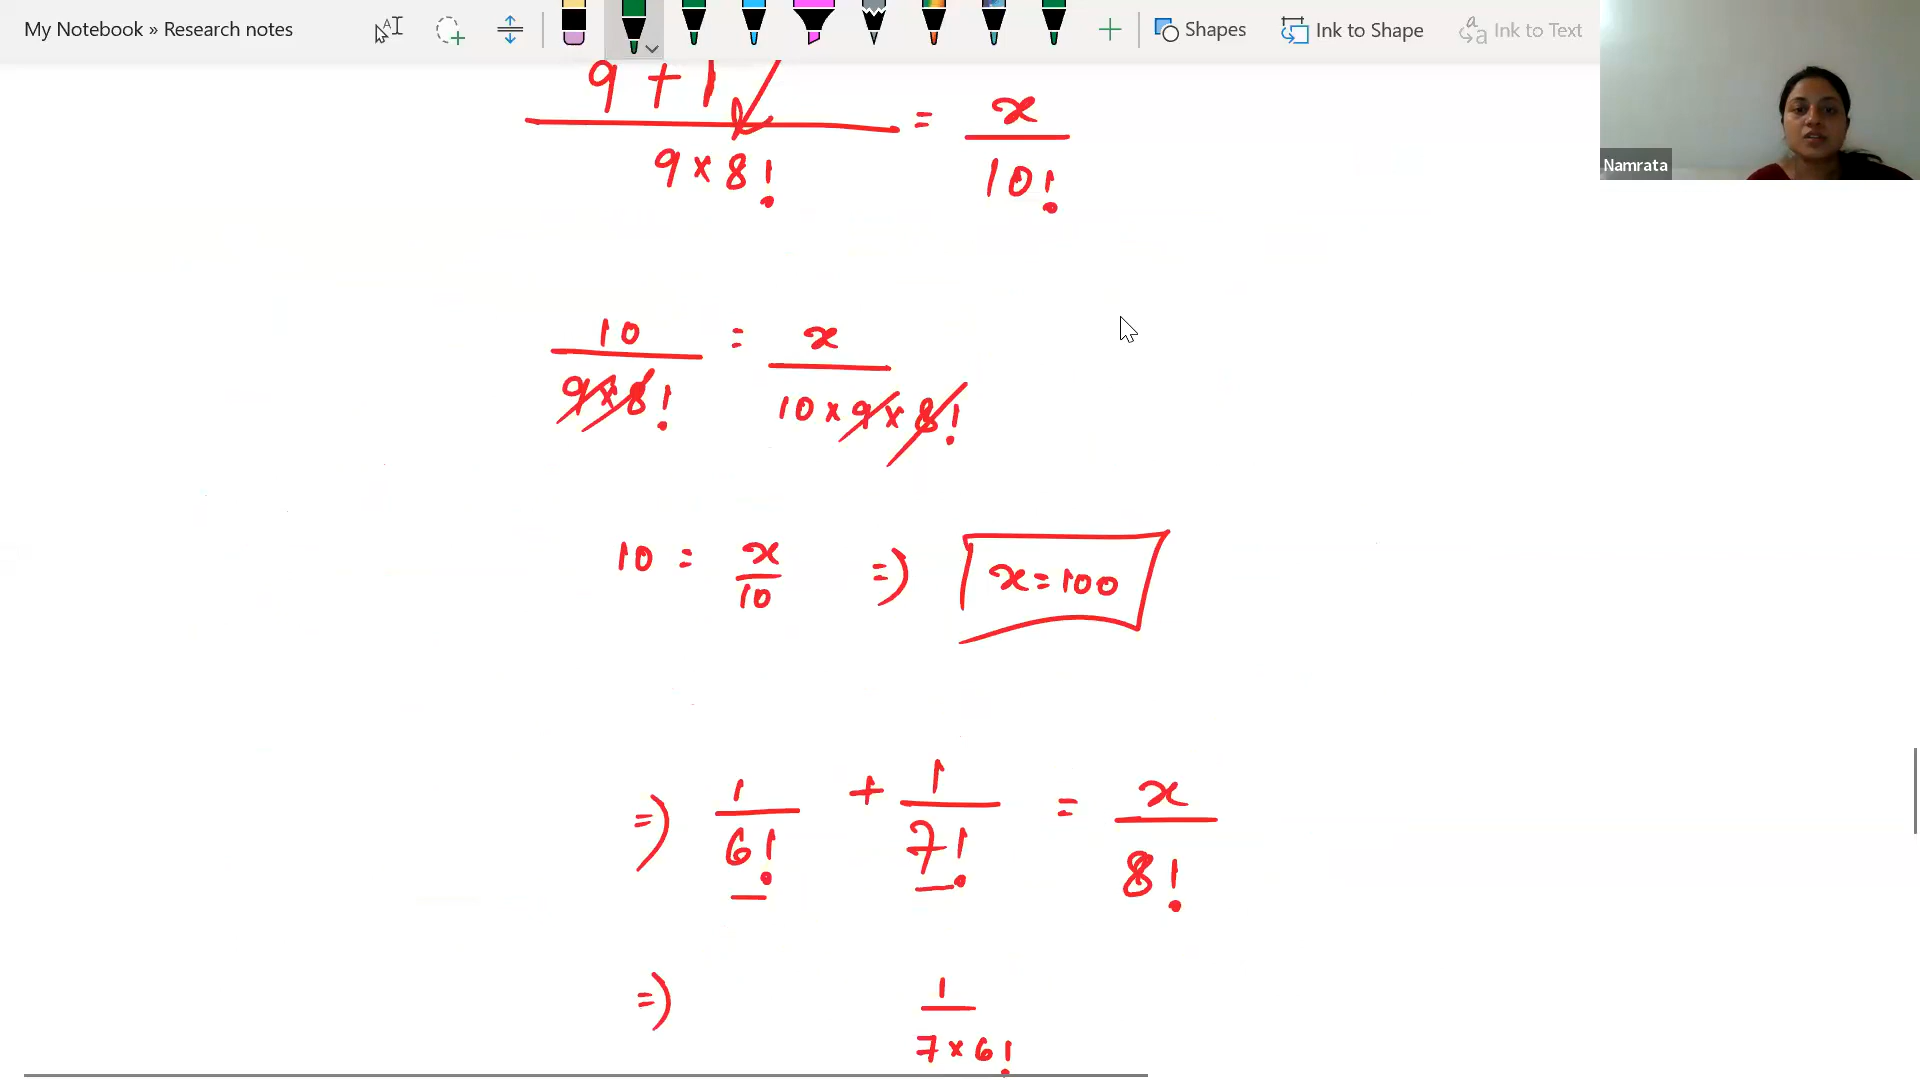 My Notebook » Research notes
Shapes
Ink to Shape
Ink to Text
Namrata
9 + 1
= x
9 × 8!
10!
10 = x
9×8!
10 × 9 × 8!
10 = x => x = 100
10
=> 1 + 1 = x
6!
7!
8!
=> 1
7 × 6!